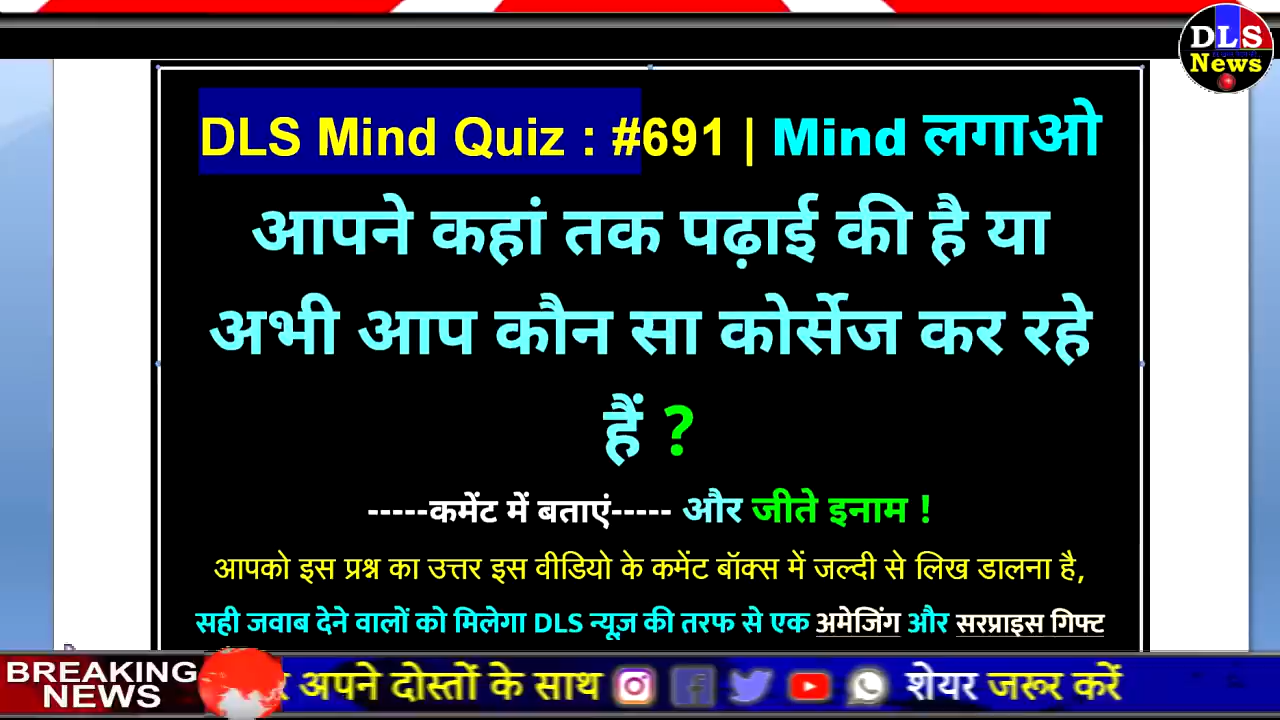 DLS
News
DLS Mind Quiz : #691 | Mind लगाओ
आपने कहां तक पढ़ाई की है या
अभी आप कौन सा कोर्सेज कर रहे
हैं ?
-----कमेंट में बताएं----- और जीते इनाम !
आपको इस प्रश्न का उत्तर इस वीडियो के कमेंट बॉक्स में जल्दी से लिख डालना है,
सही जवाब देने वालों को मिलेगा DLS न्यूज़ की तरफ से एक अमेजिंग और सरप्राइस गिफ्ट
BREAKING
NEWS
अपने दोस्तों के साथ शेयर जरूर करें